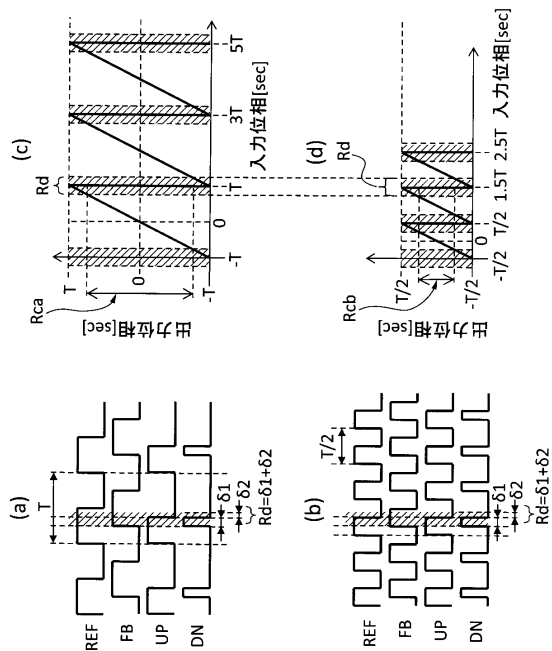 (a)
T
REF
FB
UP
DN
δ1
δ2
Rd=δ1+δ2
(b)
T/2
REF
FB
UP
DN
δ1
δ2
Rd=δ1+δ2
(c)
Rd
Rca
出力位相[sec]
T
0
-T
-T
0
T
3T
5T
入力位相[sec]
(d)
Rd
Rcb
出力位相[sec]
T/2
-T/2
-T/2
0
T/2
1.5T
2.5T
入力位相[sec]